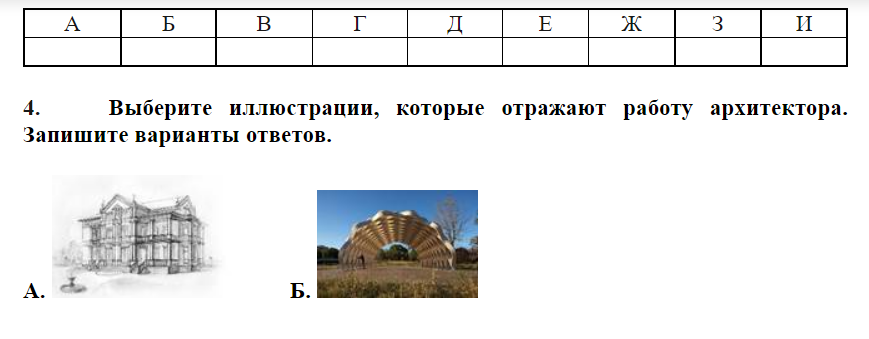 А Б В Г Д Е Ж З И
4. Выберите иллюстрации, которые отражают работу архитектора.
Запишите варианты ответов.
А. Б.